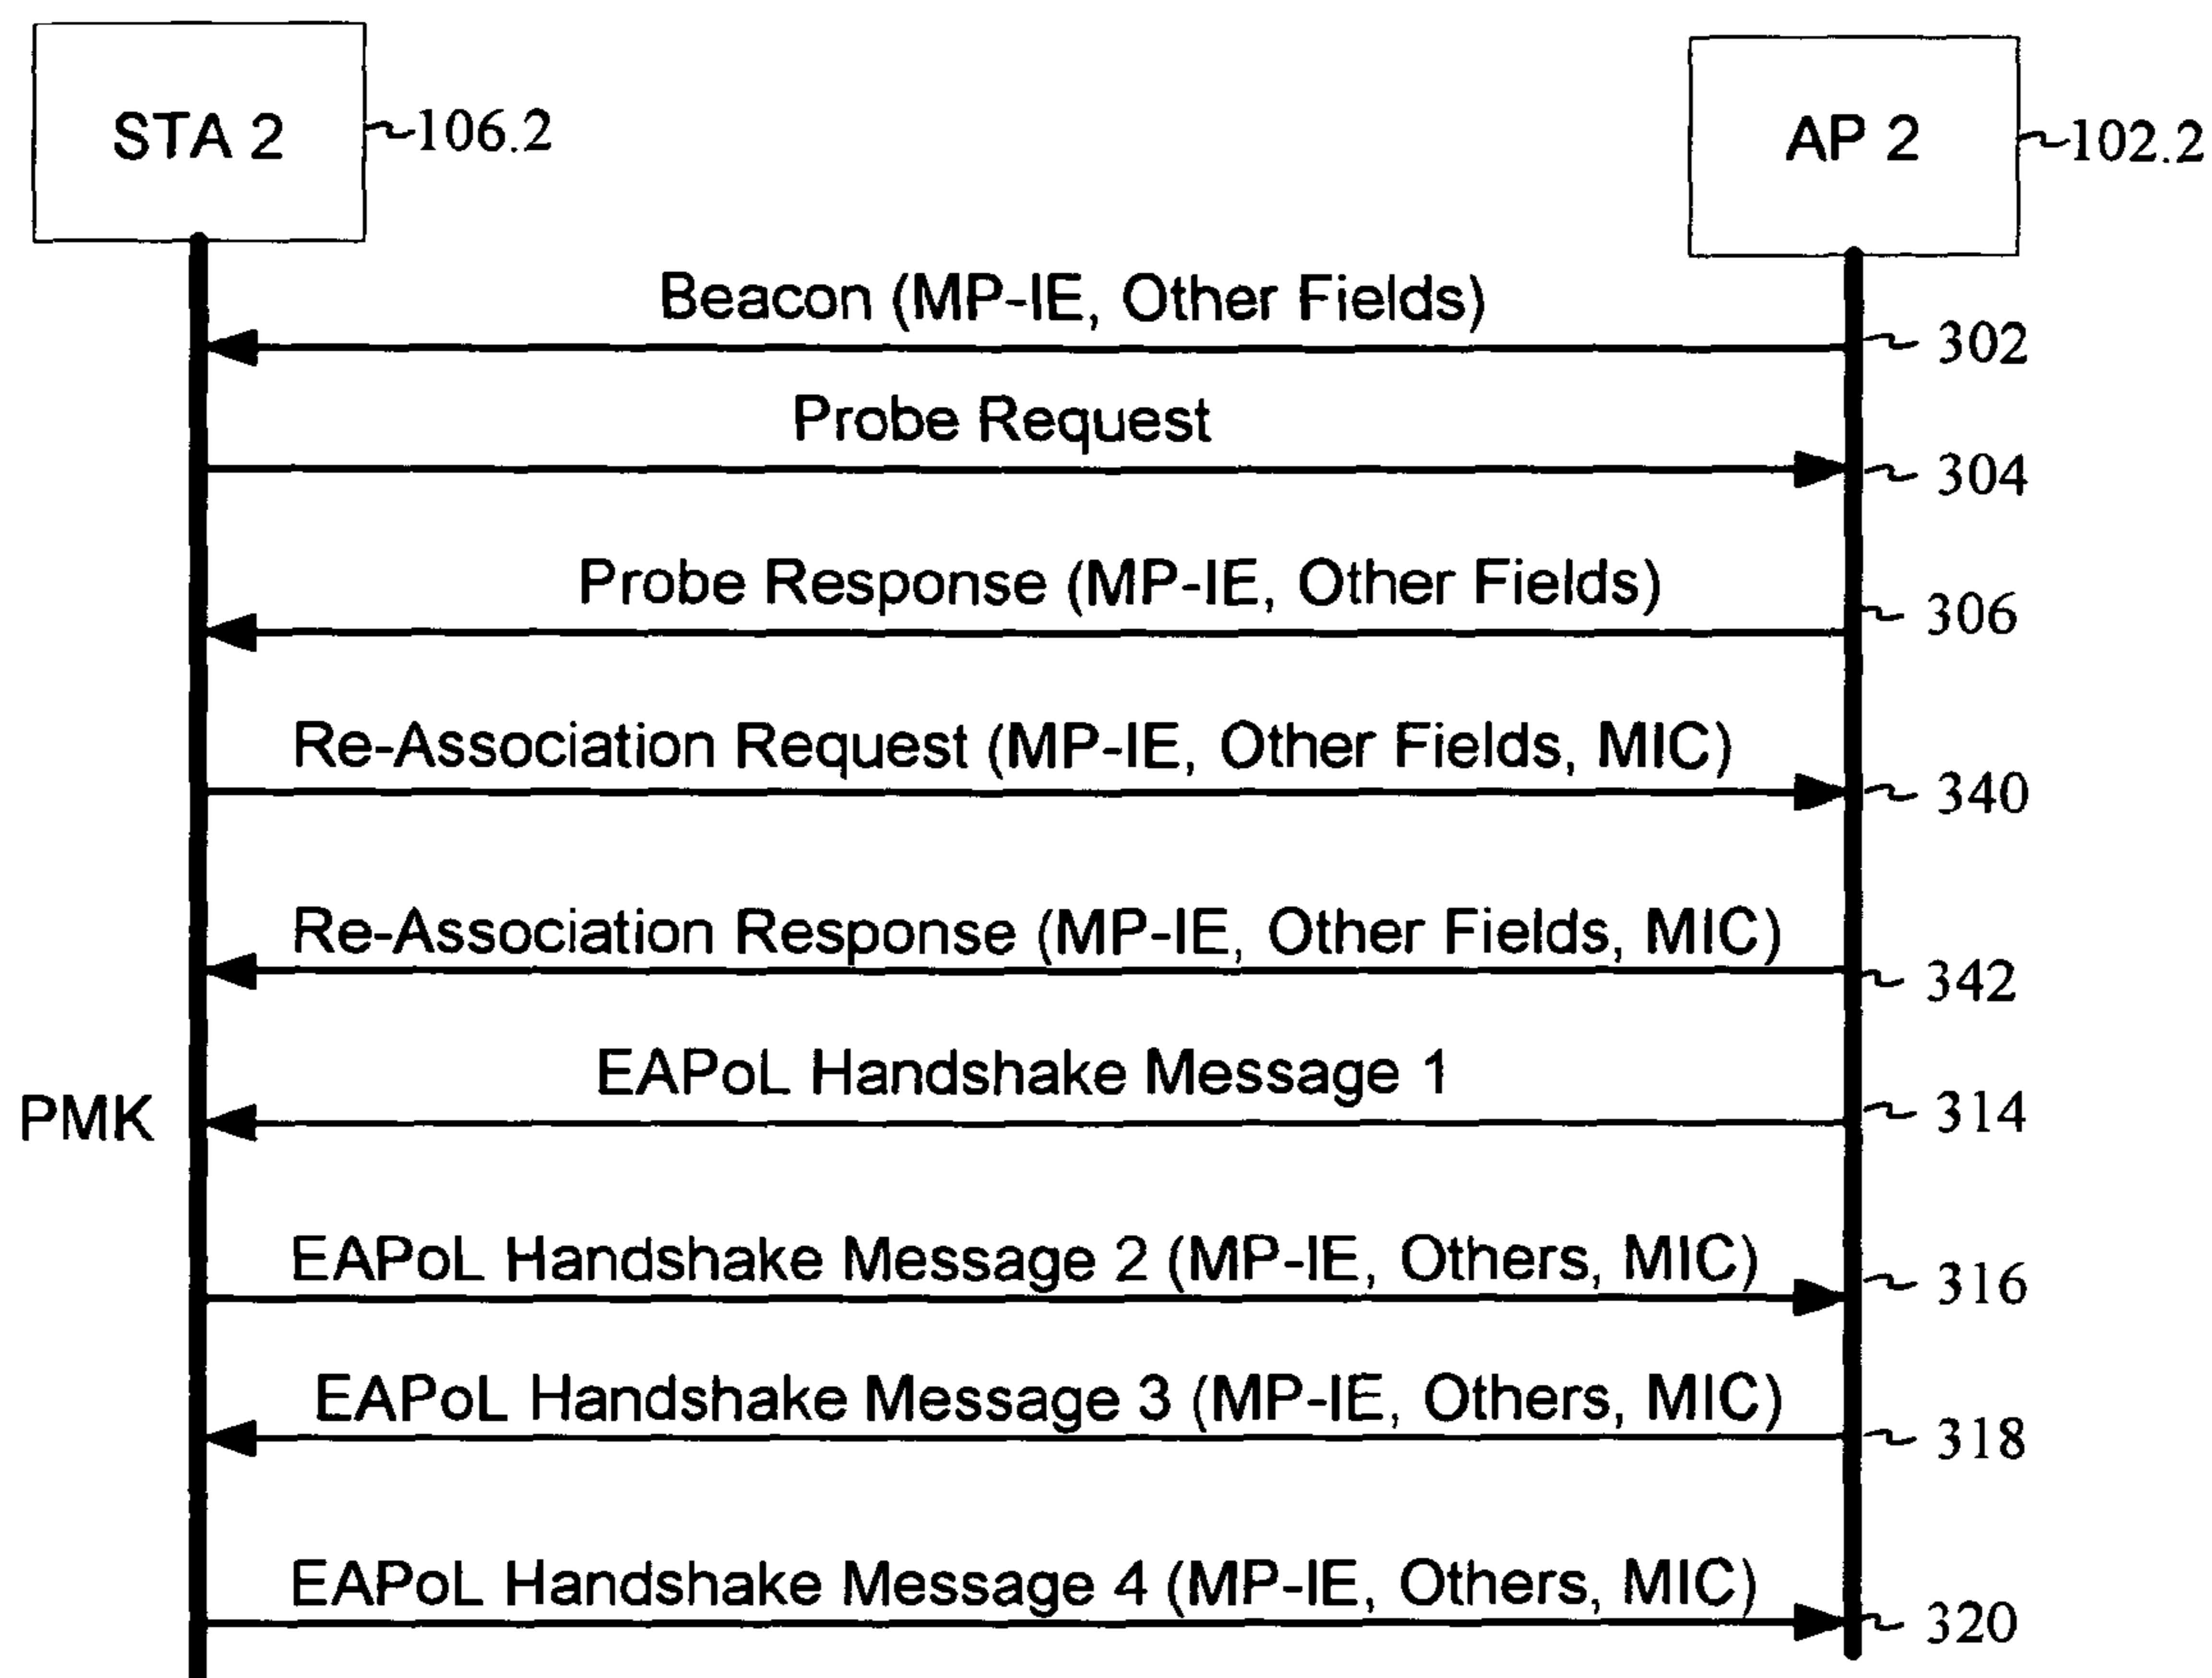 STA 2
106.2
AP 2
102.2
Beacon (MP-IE, Other Fields)
302
Probe Request
304
Probe Response (MP-IE, Other Fields)
306
Re-Association Request (MP-IE, Other Fields, MIC)
340
Re-Association Response (MP-IE, Other Fields, MIC)
342
EAPoL Handshake Message 1
PMK
314
EAPoL Handshake Message 2 (MP-IE, Others, MIC)
316
EAPoL Handshake Message 3 (MP-IE, Others, MIC)
318
EAPoL Handshake Message 4 (MP-IE, Others, MIC)
320